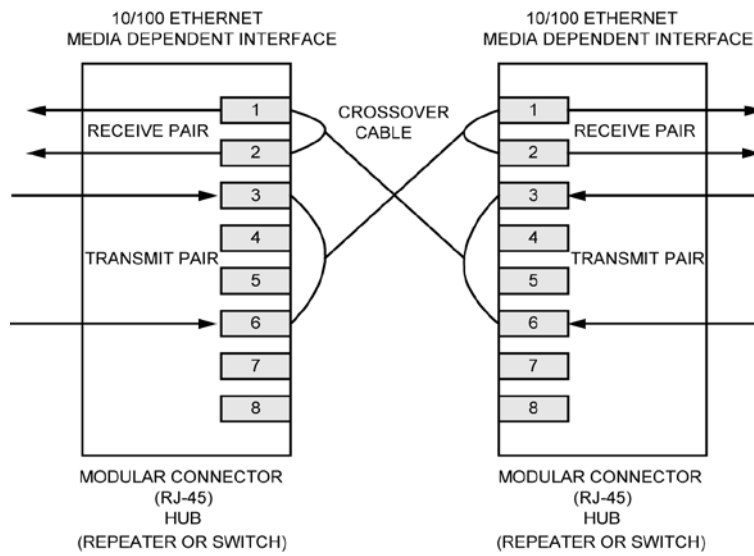 10/100 ETHERNET
MEDIA DEPENDENT INTERFACE
1
RECEIVE PAIR
2
3
4
TRANSMIT PAIR
5
6
7
8
MODULAR CONNECTOR
(RJ-45)
HUB
(REPEATER OR SWITCH)
CROSSOVER
CABLE
10/100 ETHERNET
MEDIA DEPENDENT INTERFACE
1
RECEIVE PAIR
2
3
4
TRANSMIT PAIR
5
6
7
8
MODULAR CONNECTOR
(RJ-45)
HUB
(REPEATER OR SWITCH)